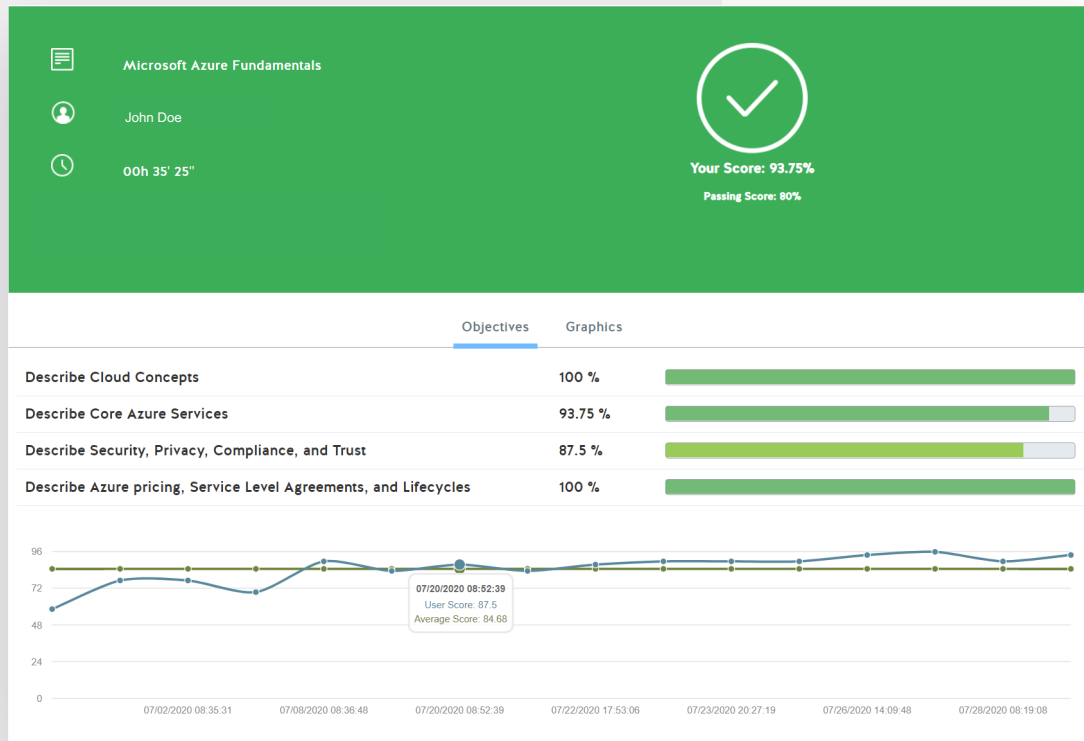 Microsoft Azure Fundamentals
John Doe
00h 35' 25"
Your Score: 93.75%
Passing Score: 80%
Objectives Graphics
Describe Cloud Concepts 100 %
Describe Core Azure Services 93.75 %
Describe Security, Privacy, Compliance, and Trust 87.5 %
Describe Azure pricing, Service Level Agreements, and Lifecycles 100 %
96
72
48
24
0
07/20/2020 08:52:39
User Score: 87.5
Average Score: 84.68
07/02/2020 08:35:31 07/08/2020 08:36:48 07/20/2020 08:52:39 07/22/2020 17:53:06 07/23/2020 20:27:19 07/26/2020 14:09:48 07/28/2020 08:19:08